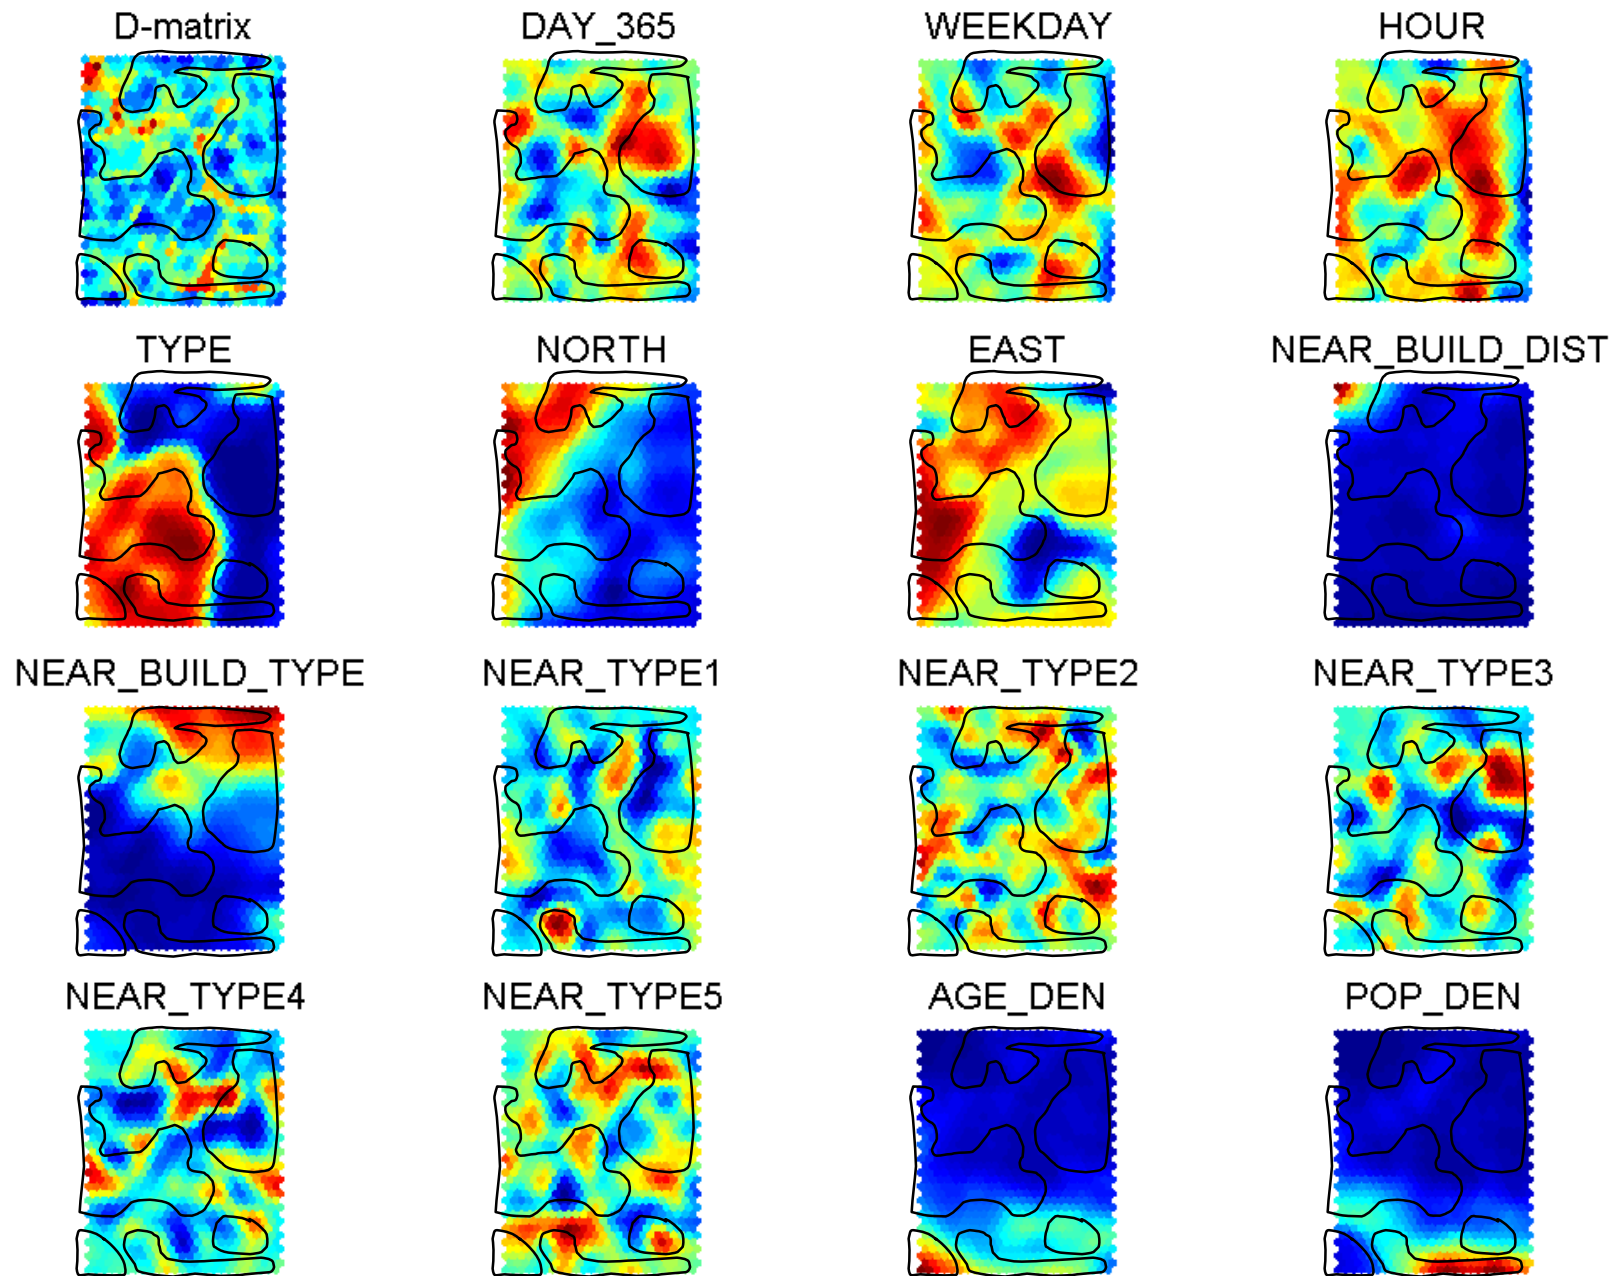 D-matrix DAY_365 WEEKDAY HOUR
TYPE NORTH EAST NEAR_BUILD_DIST
NEAR_BUILD_TYPE NEAR_TYPE1 NEAR_TYPE2 NEAR_TYPE3
NEAR_TYPE4 NEAR_TYPE5 AGE_DEN POP_DEN